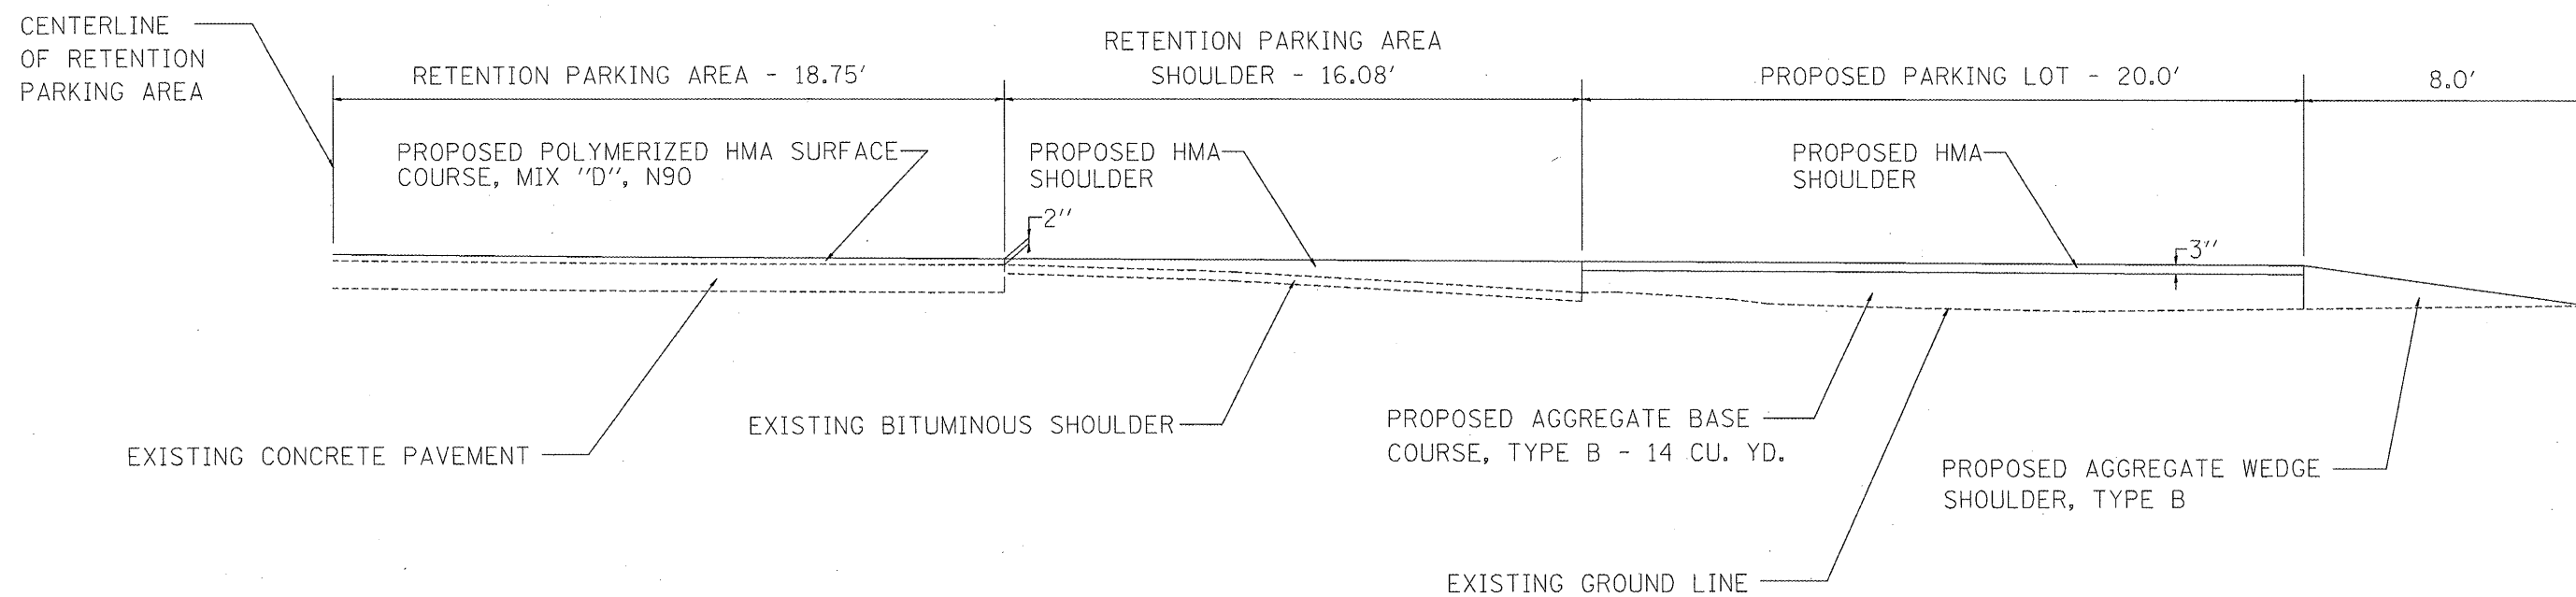 CENTERLINE
OF RETENTION
PARKING AREA
RETENTION PARKING AREA - 18.75'
RETENTION PARKING AREA
SHOULDER - 16.08'
PROPOSED PARKING LOT - 20.0'
8.0'
PROPOSED POLYMERIZED HMA SURFACE
COURSE, MIX "D", N90
PROPOSED HMA
SHOULDER
PROPOSED HMA
SHOULDER
2"
3"
EXISTING CONCRETE PAVEMENT
EXISTING BITUMINOUS SHOULDER
PROPOSED AGGREGATE BASE
COURSE, TYPE B - 14 CU. YD.
PROPOSED AGGREGATE WEDGE
SHOULDER, TYPE B
EXISTING GROUND LINE